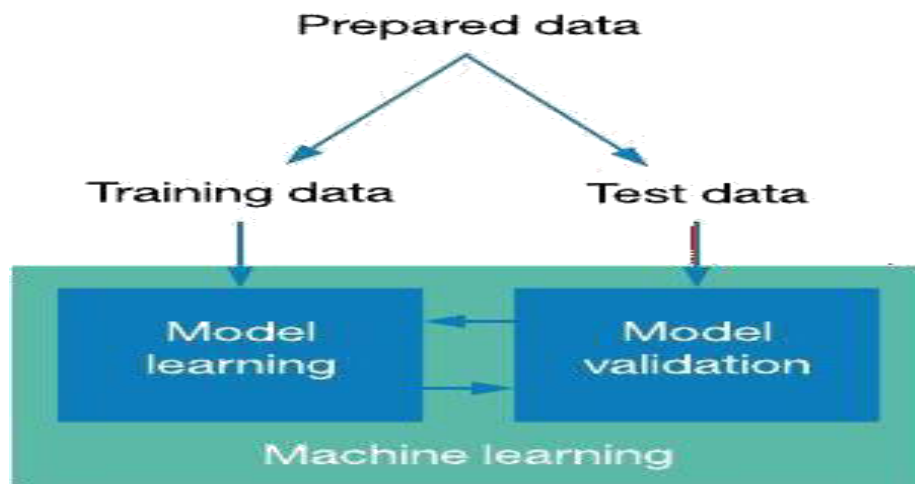 Prepared data
Training data
Test data
Model
learning
Model
validation
Machine learning